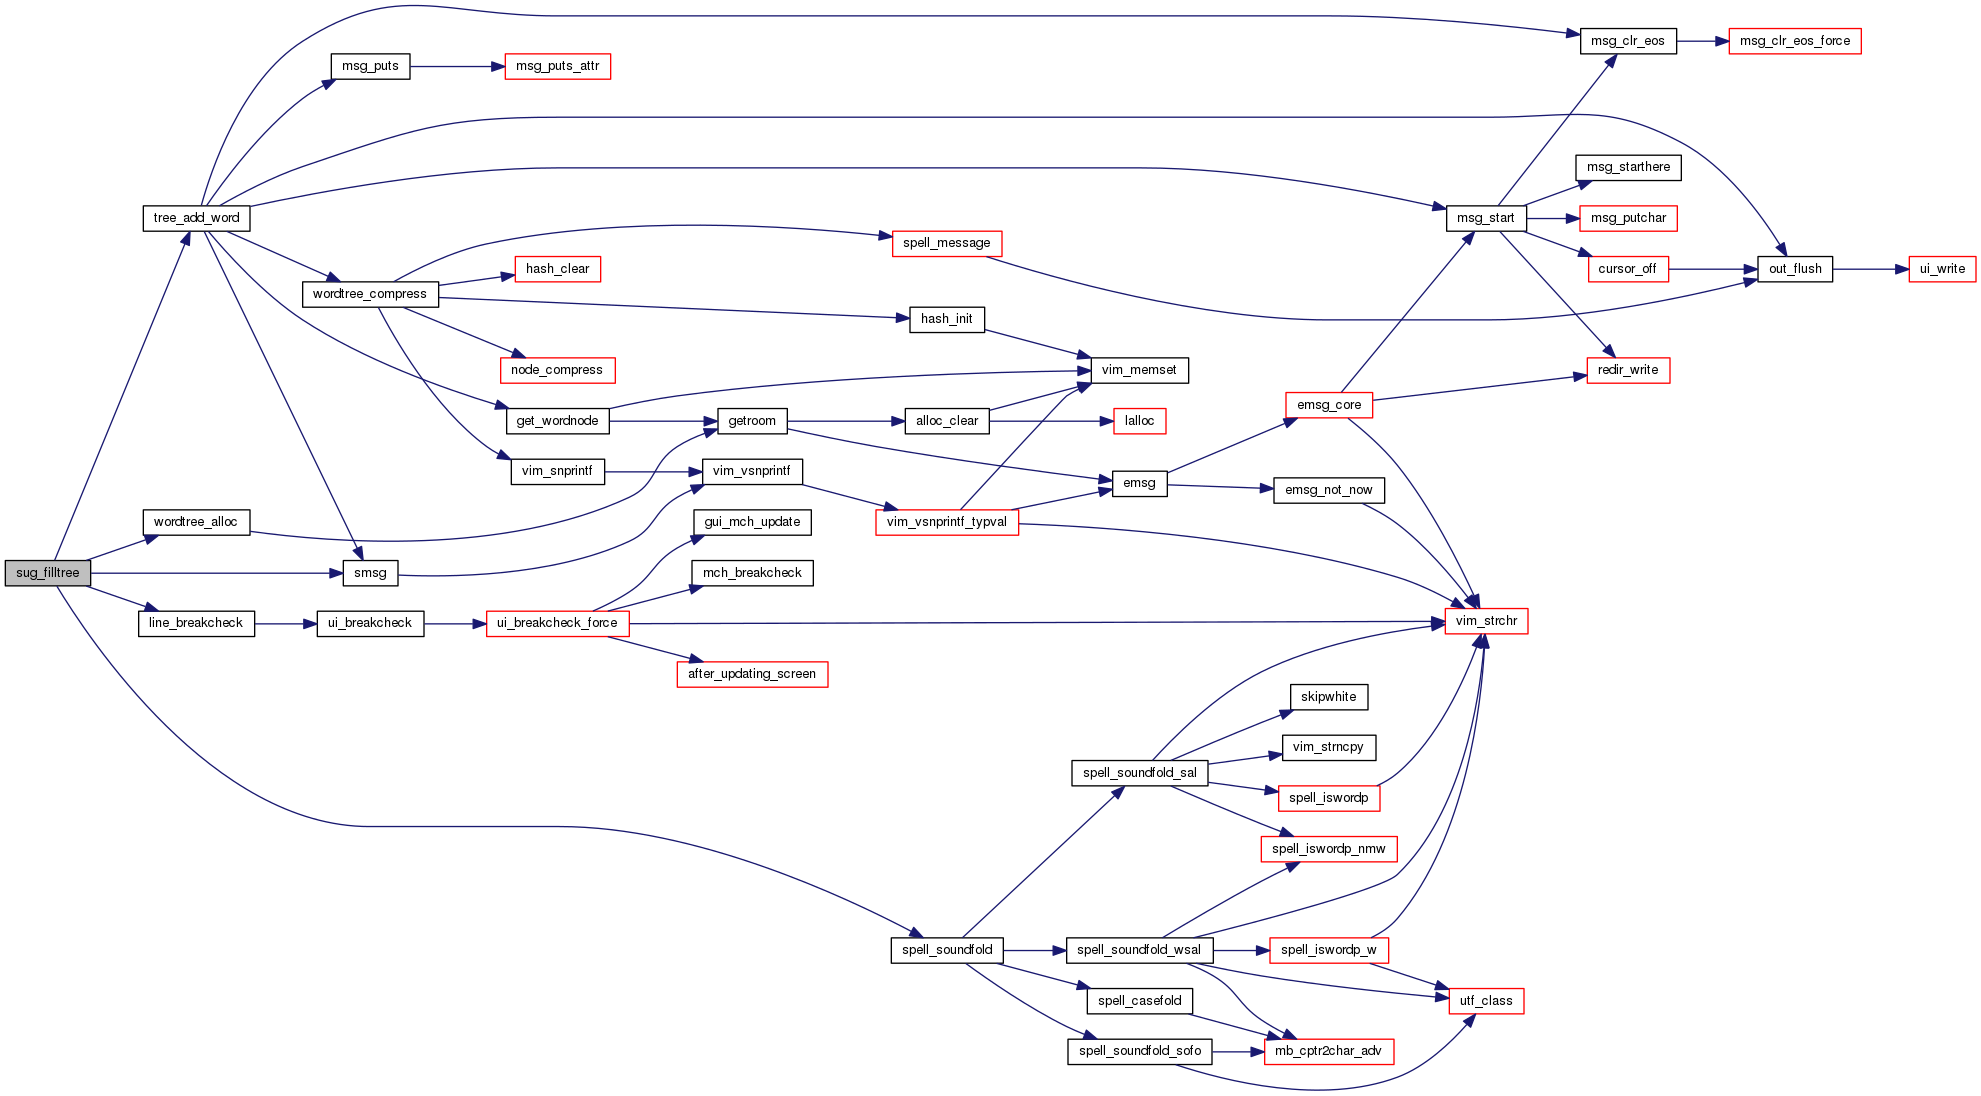 msg_clr_eos
msg_clr_eos_force
msg_puts
msg_puts_attr
msg_starthere
tree_add_word
msg_start
msg_putchar
spell_message
hash_clear
cursor_off
out_flush
ui_write
wordtree_compress
hash_init
node_compress
vim_memset
redir_write
emsg_core
get_wordnode
getroom
alloc_clear
lalloc
vim_snprintf
vim_vsnprintf
emsg
emsg_not_now
wordtree_alloc
gui_mch_update
vim_vsnprintf_typval
sug_filltree
smsg
mch_breakcheck
line_breakcheck
ui_breakcheck
ui_breakcheck_force
vim_strchr
after_updating_screen
skipwhite
vim_strncpy
spell_soundfold_sal
spell_iswordp
spell_iswordp_nmw
spell_soundfold
spell_soundfold_wsal
spell_iswordp_w
spell_casefold
utf_class
spell_soundfold_sofo
mb_cptr2char_adv